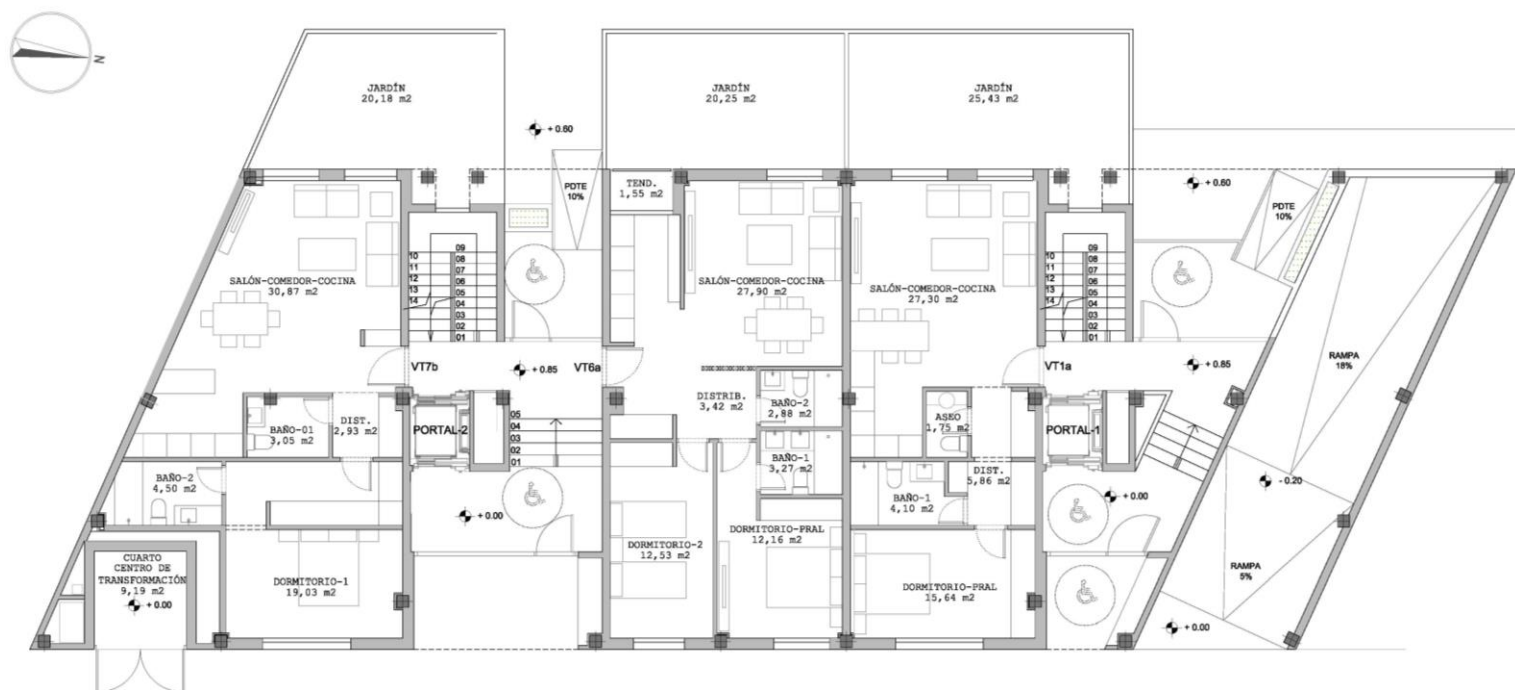 N
JARDÍN
20,18 m2
JARDÍN
20,25 m2
JARDÍN
25,43 m2
+ 0.60
PDTE
10%
TEND.
1,55 m2
+ 0.60
PDTE
10%
SALÓN-COMEDOR-COCINA
30,87 m2
10
11
12
13
14
09
08
07
06
05
04
03
02
01
SALÓN-COMEDOR-COCINA
27,90 m2
SALÓN-COMEDOR-COCINA
27,30 m2
10
11
12
13
14
09
08
07
06
05
04
03
02
01
RAMPA
18%
VT7b
+ 0.85
VT6a
VT1a
+ 0.85
DISTRIB.
3,42 m2
BAÑO-2
2,88 m2
ASEO
1,75 m2
BAÑO-01
3,05 m2
DIST.
2,93 m2
PORTAL-2
05
04
03
02
01
PORTAL-1
BAÑO-1
3,27 m2
BAÑO-2
4,50 m2
BAÑO-1
4,10 m2
DIST.
5,86 m2
- 0.20
+ 0.00
+ 0.00
DORMITORIO-2
12,53 m2
DORMITORIO-PRAL
12,16 m2
CUARTO
CENTRO DE
TRANSFORMACIÓN
9,19 m2
+ 0.00
DORMITORIO-1
19,03 m2
DORMITORIO-PRAL
15,64 m2
RAMPA
5%
+ 0.00